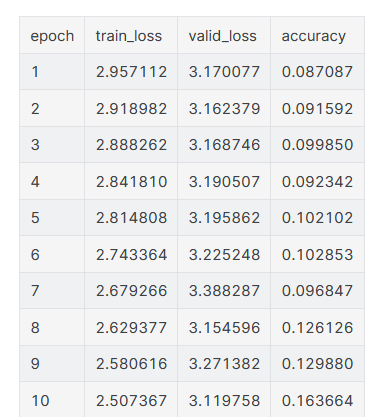 epoch train_loss valid_loss accuracy
1 2.957112 3.170077 0.087087
2 2.918982 3.162379 0.091592
3 2.888262 3.168746 0.099850
4 2.841810 3.190507 0.092342
5 2.814808 3.195862 0.102102
6 2.743364 3.225248 0.102853
7 2.679266 3.388287 0.096847
8 2.629377 3.154596 0.126126
9 2.580616 3.271382 0.129880
10 2.507367 3.119758 0.163664